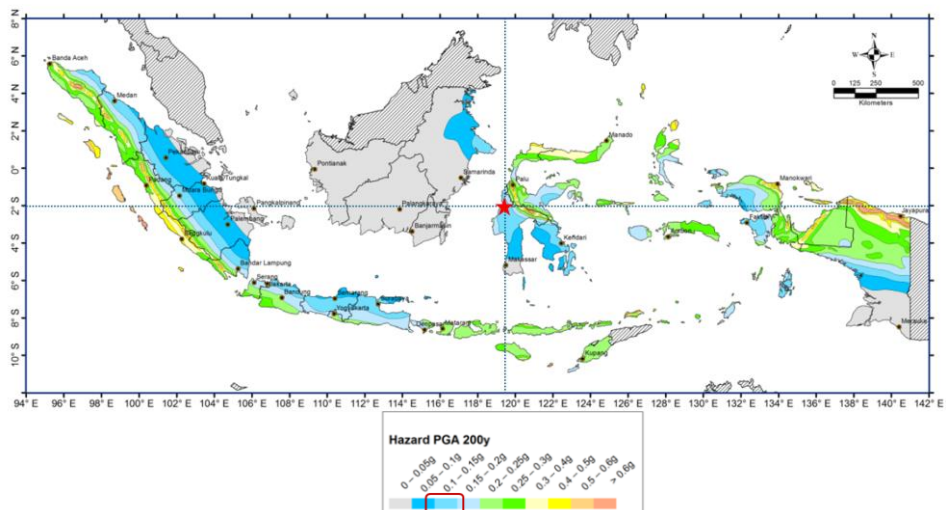 8° N
6° N
4° N
2° N
0°
2° S
4° S
6° S
8° S
10° S
N
W
E
S
0 125 250 500
Kilometers
Banda Aceh
Medan
Manado
Pontianak
Samarinda
Palu
Manokwari
Padang
Kuala Tungkal
Muara Bungo
Pangkalpinang
Palangkaraya
Jayapura
Palembang
Banjarmasin
Kendari
Ambon
Bengkulu
Makassar
Bandar Lampung
Serang
Jakarta
Bandung
Semarang
Surabaya
Yogyakarta
Denpasar
Mataram
Merauke
Kupang
94° E 96° E 98° E 100° E 102° E 104° E 106° E 108° E 110° E 112° E 114° E 116° E 118° E 120° E 122° E 124° E 126° E 128° E 130° E 132° E 134° E 136° E 138° E 140° E 142° E
Hazard PGA 200y
0 – 0.05g
0.05 – 0.1g
0.1 – 0.15g
0.15 – 0.2g
0.2 – 0.25g
0.25 – 0.3g
0.3 – 0.4g
0.4 – 0.5g
0.5 – 0.6g
> 0.6g